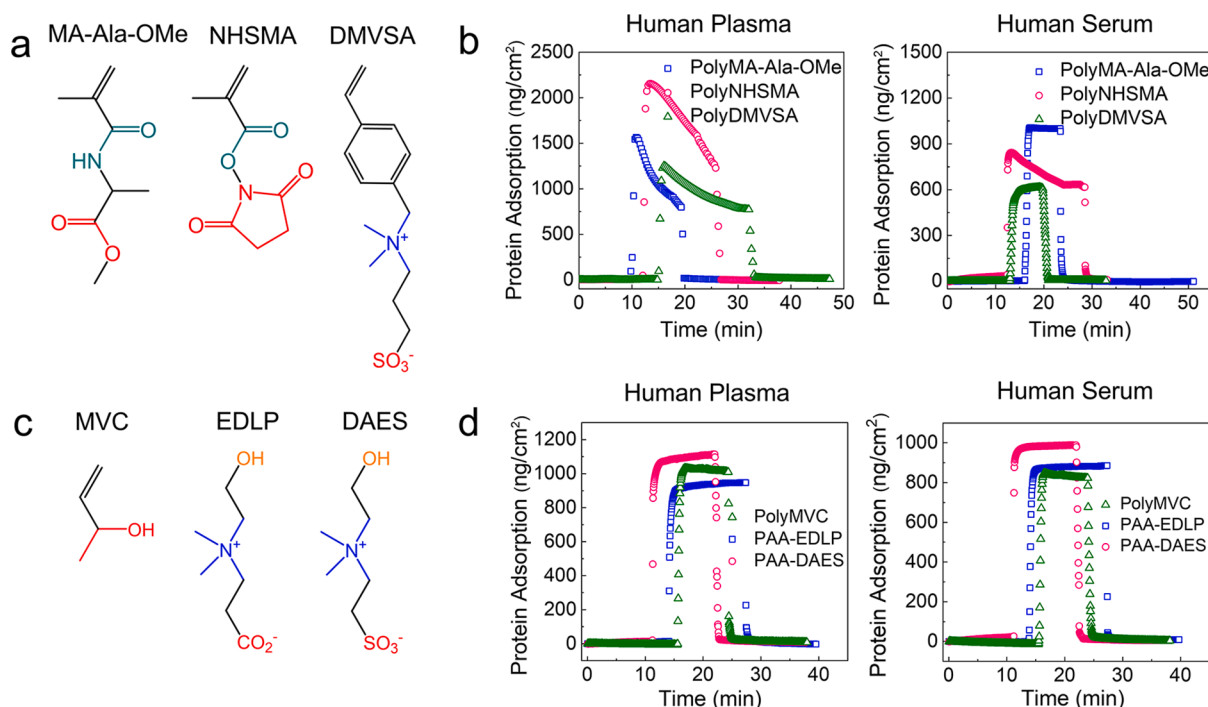 a
MA-Ala-OMe NHSMA DMVSA
O
HN
O
O
O
O
O
N
O
N+
SO3-
b
Human Plasma
Protein Adsorption (ng/cm2)
2500
2000
1500
1000
500
0
PolyMA-Ala-OMe
PolyNHSMA
PolyDMVSA
0 10 20 30 40 50
Time (min)
Human Serum
Protein Adsorption (ng/cm2)
1500
1200
900
600
300
0
PolyMA-Ala-OMe
PolyNHSMA
PolyDMVSA
0 10 20 30 40 50
Time (min)
c
MVC EDLP DAES
OH
OH
N+
CO2-
OH
N+
SO3-
d
Human Plasma
Protein Adsorption (ng/cm2)
1200
1000
800
600
400
200
0
PolyMVC
PAA-EDLP
PAA-DAES
0 10 20 30 40
Time (min)
Human Serum
Protein Adsorption (ng/cm2)
1000
800
600
400
200
0
PolyMVC
PAA-EDLP
PAA-DAES
0 10 20 30 40
Time (min)